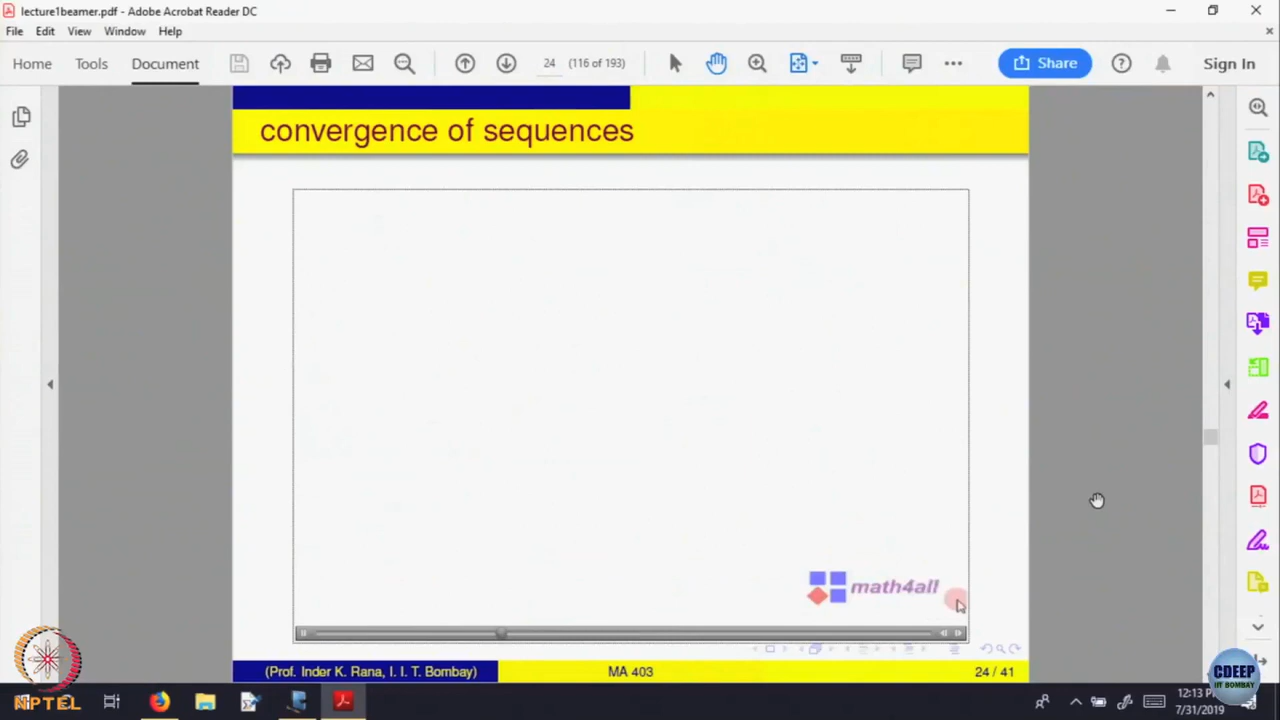 lecture1beamer.pdf - Adobe Acrobat Reader DC
File Edit View Window Help
Home Tools Document 24 (116 of 193) Share Sign In
convergence of sequences
math4all
(Prof. Inder K. Rana, I. I. T. Bombay) MA 403 24 / 41
NPTEL
CDEEP
IIT BOMBAY
12:13 P
7/31/2019